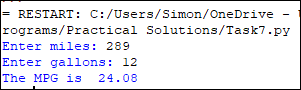 = RESTART: C:/Users/Simon/OneDrive -
rograms/Practical Solutions/Task7.py
Enter miles: 289
Enter gallons: 12
The MPG is  24.08